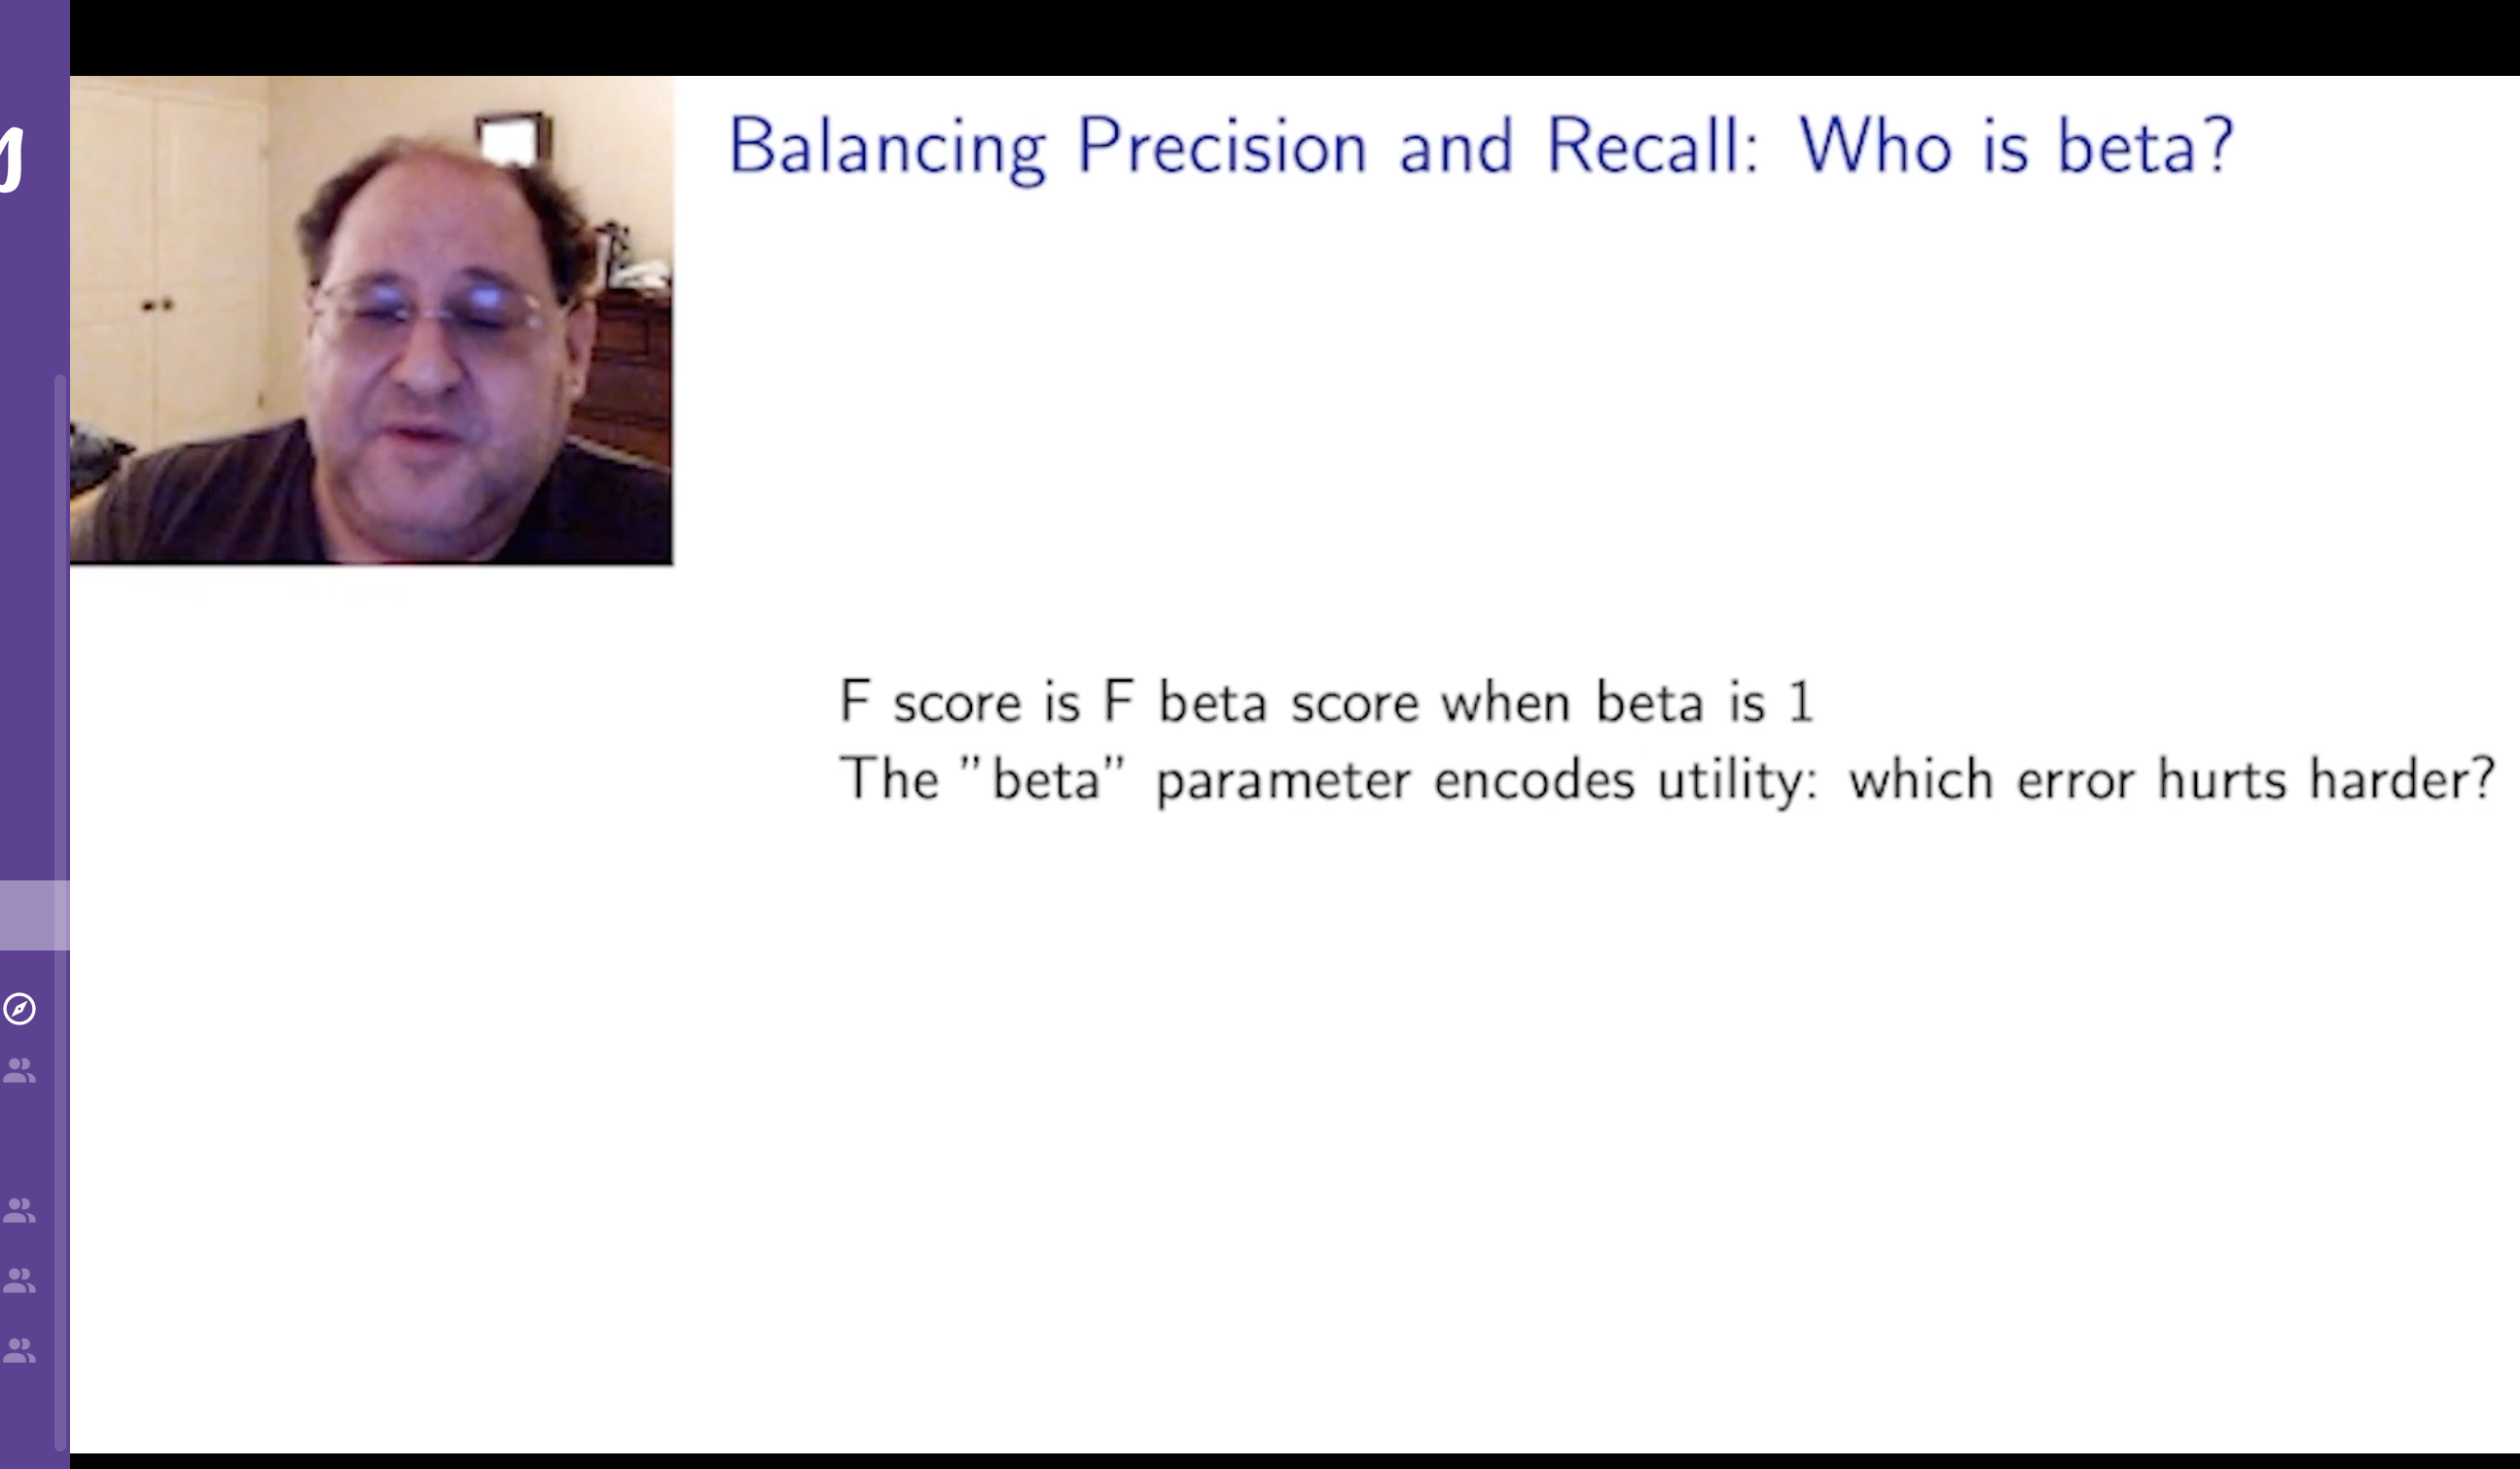 Balancing Precision and Recall: Who is beta?
F score is F beta score when beta is 1
The "beta" parameter encodes utility: which error hurts harder?